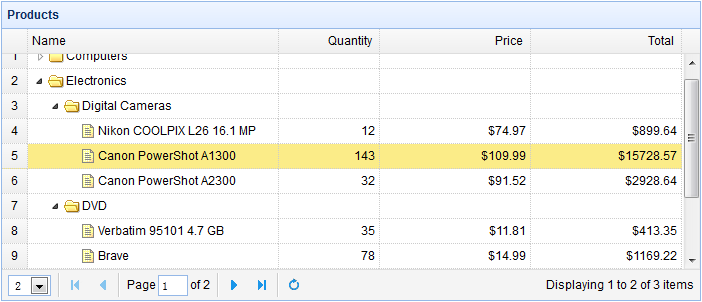 Products
Name Quantity Price Total
1 Computers
2 Electronics
3 Digital Cameras
4 Nikon COOLPIX L26 16.1 MP 12 $74.97 $899.64
5 Canon PowerShot A1300 143 $109.99 $15728.57
6 Canon PowerShot A2300 32 $91.52 $2928.64
7 DVD
8 Verbatim 95101 4.7 GB 35 $11.81 $413.35
9 Brave 78 $14.99 $1169.22
2 Page 1 of 2 Displaying 1 to 2 of 3 items